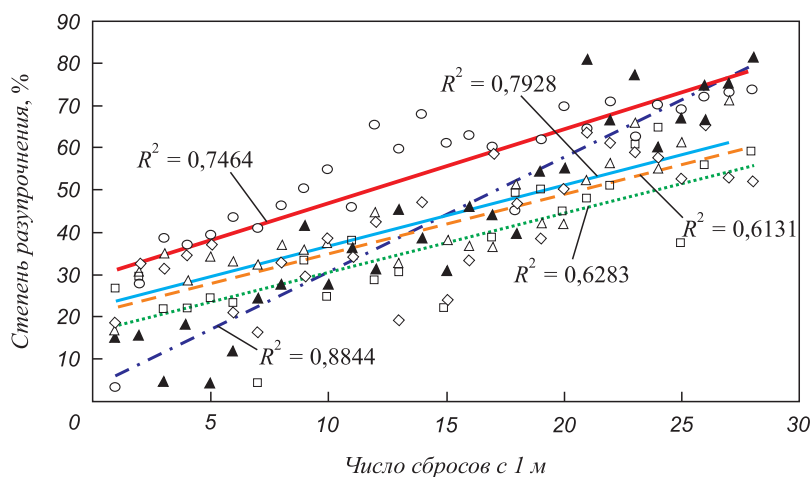 Степень разупрочнения, %
90
80
70
60
50
40
30
20
10
0
R² = 0,7464
R² = 0,7928
R² = 0,6131
R² = 0,6283
R² = 0,8844
5 10 15 20 25 30
Число сбросов с 1 м